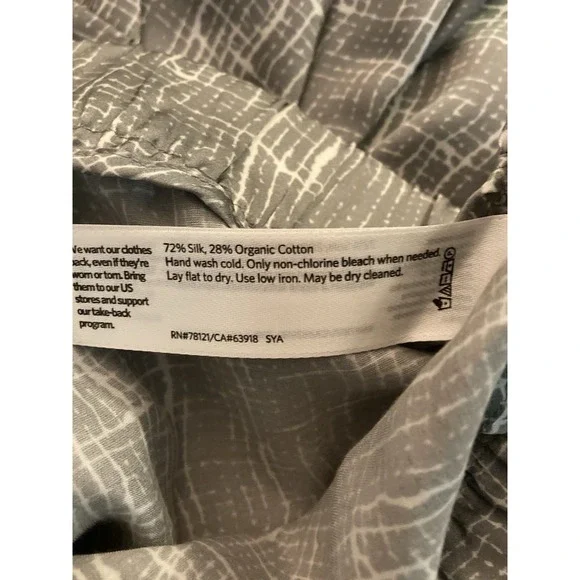 We want our clothes
back, even if they're
worn or torn. Bring
them to our US
stores and support
our take-back
program.
72% Silk, 28% Organic Cotton
Hand wash cold. Only non-chlorine bleach when needed.
Lay flat to dry. Use low iron. May be dry cleaned.
RN#78121/CA#63918 SYA